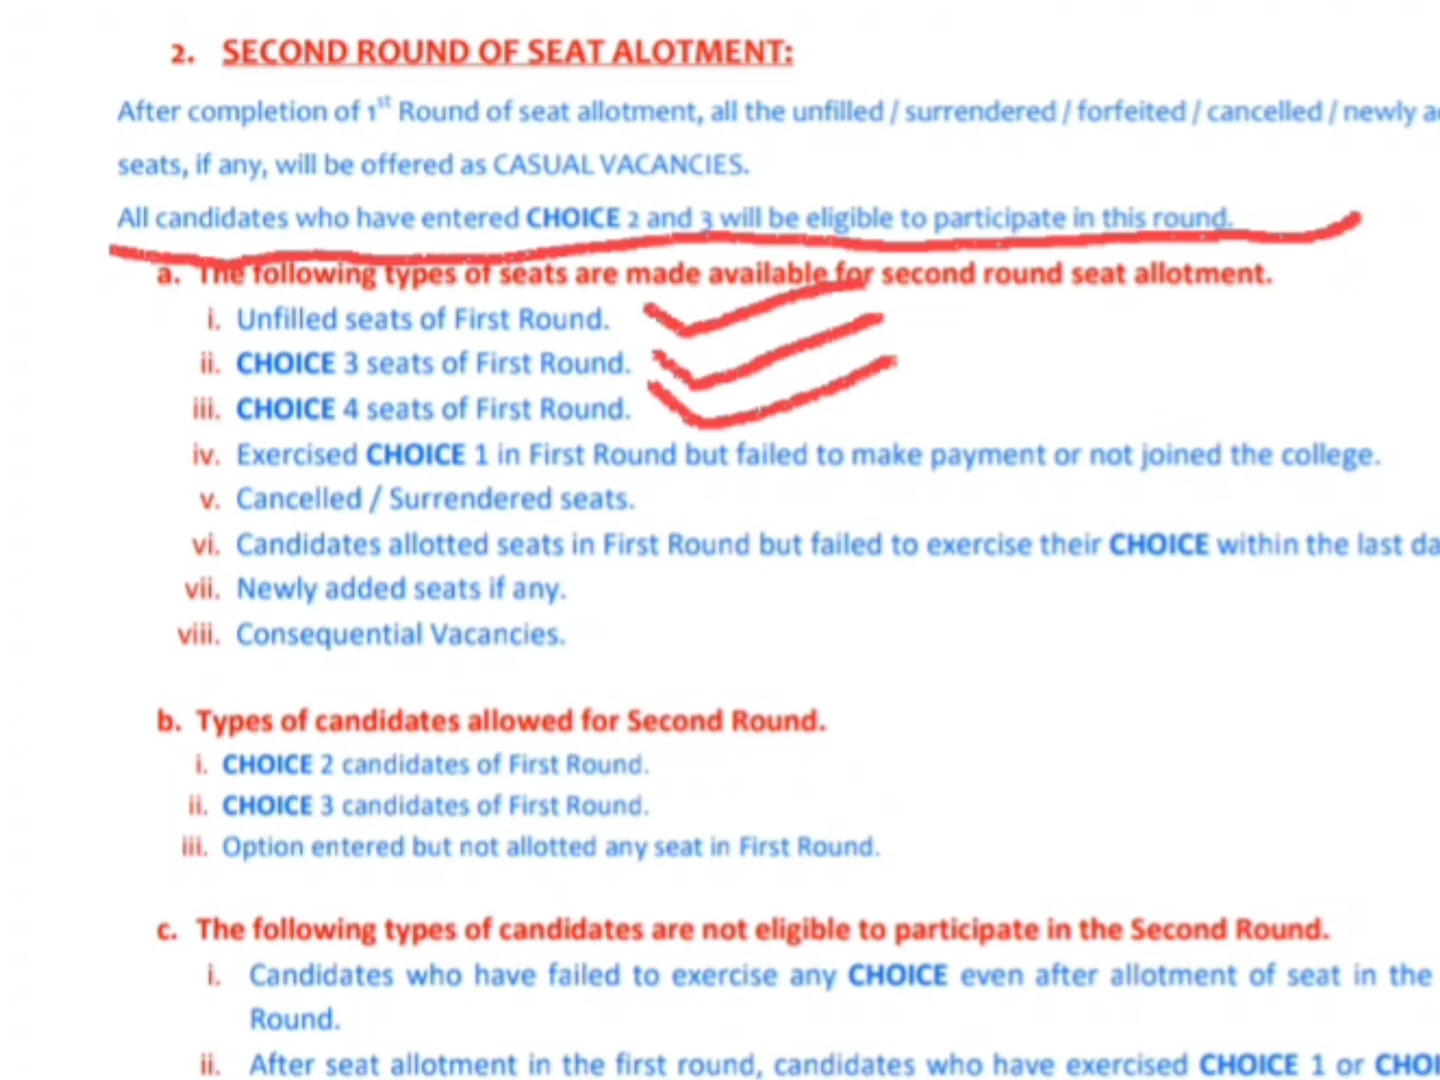 2. SECOND ROUND OF SEAT ALOTMENT:
After completion of 1st Round of seat allotment, all the unfilled / surrendered / forfeited / cancelled / newly
seats, if any, will be offered as CASUAL VACANCIES.
All candidates who have entered CHOICE 2 and 3 will be eligible to participate in this round.
a. The following types of seats are made available for second round seat allotment.
i. Unfilled seats of First Round.
ii. CHOICE 3 seats of First Round.
iii. CHOICE 4 seats of First Round.
iv. Exercised CHOICE 1 in First Round but failed to make payment or not joined the college.
v. Cancelled / Surrendered seats.
vi. Candidates allotted seats in First Round but failed to exercise their CHOICE within the last
vii. Newly added seats if any.
viii. Consequential Vacancies.
b. Types of candidates allowed for Second Round.
i. CHOICE 2 candidates of First Round.
ii. CHOICE 3 candidates of First Round.
iii. Option entered but not allotted any seat in First Round.
c. The following types of candidates are not eligible to participate in the Second Round.
i. Candidates who have failed to exercise any CHOICE even after allotment of seat in the
Round.
ii. After seat allotment in the first round, candidates who have exercised CHOICE 1 or